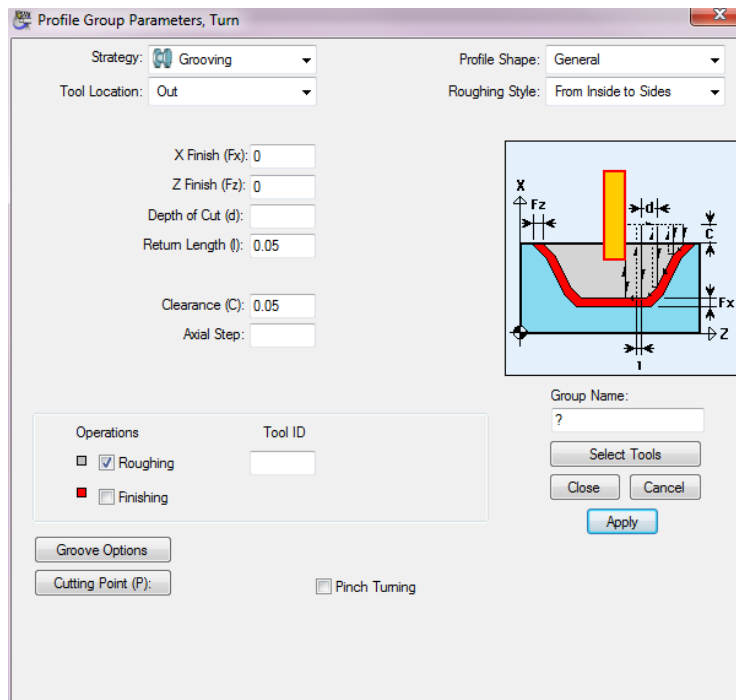 Profile Group Parameters, Turn
X
Strategy: Grooving
Profile Shape: General
Tool Location: Out
Roughing Style: From Inside to Sides
X Finish (Fx): 0
Z Finish (Fz): 0
Depth of Cut (d):
Return Length (l): 0.05
Clearance (C): 0.05
Axial Step:
X
Fz
d
C
Fx
Z
l
Group Name:
?
Operations
Tool ID
Select Tools
Roughing
Close
Cancel
Finishing
Apply
Groove Options
Cutting Point (P):
Pinch Turning